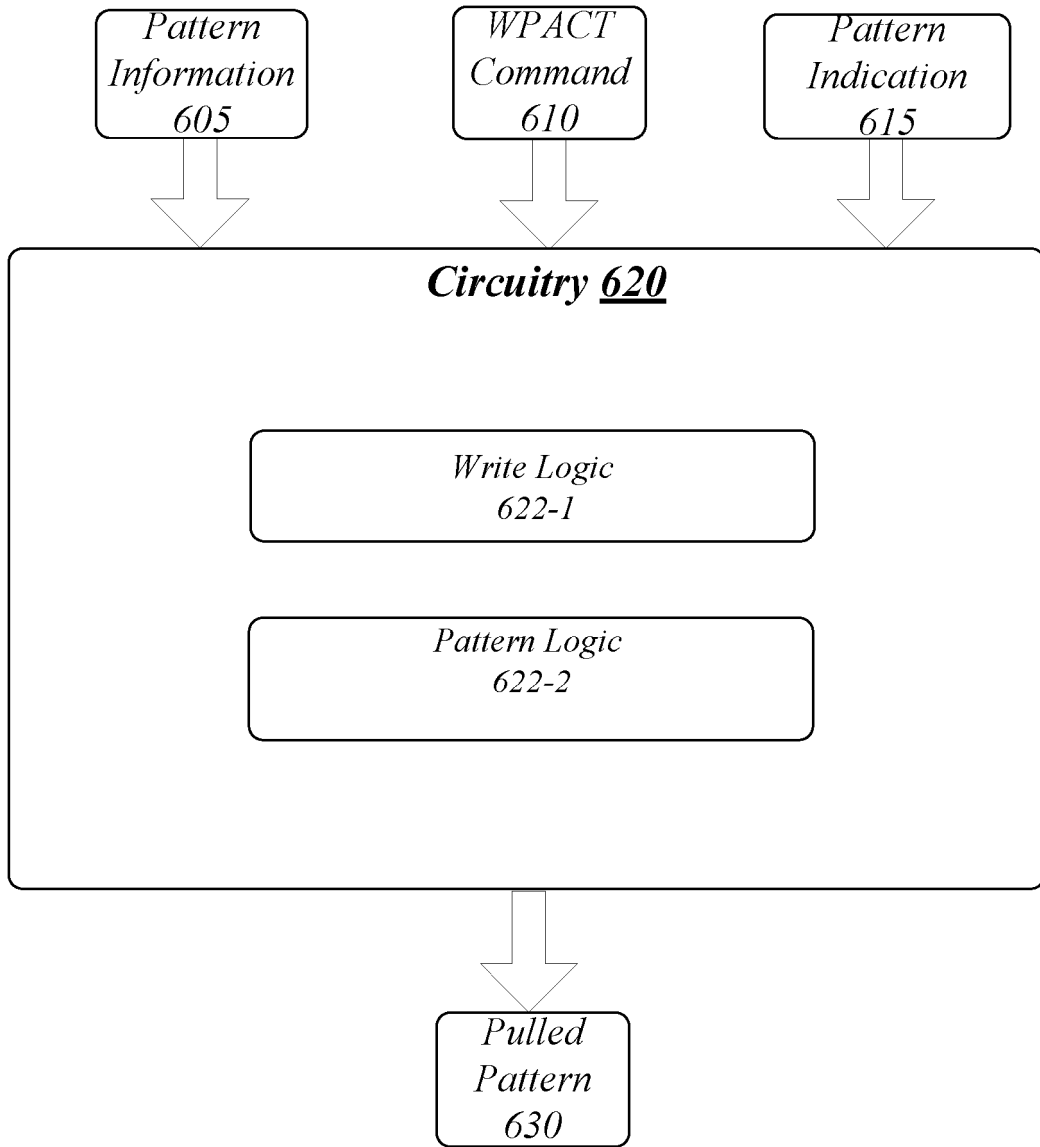 Pattern
Information
605
WPACT
Command
610
Pattern
Indication
615
Circuitry 620
Write Logic
622-1
Pattern Logic
622-2
Pulled
Pattern
630